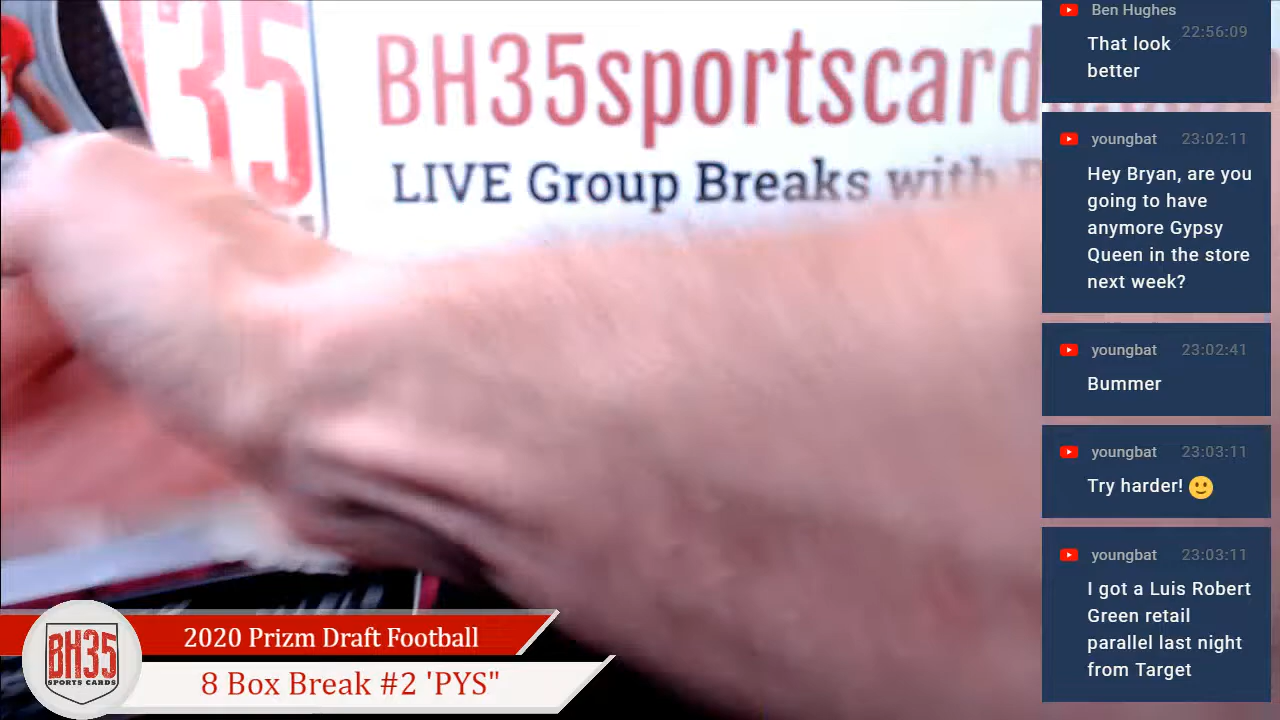 35
BH35sportscard
LIVE Group Breaks with
Ben Hughes
22:56:09
That look
better
youngbat 23:02:11
Hey Bryan, are you
going to have
anymore Gypsy
Queen in the store
next week?
youngbat 23:02:41
Bummer
youngbat 23:03:11
Try harder! 🙂
youngbat 23:03:11
I got a Luis Robert
Green retail
parallel last night
from Target
BH35
SPORTS CARDS
2020 Prizm Draft Football
8 Box Break #2 'PYS"